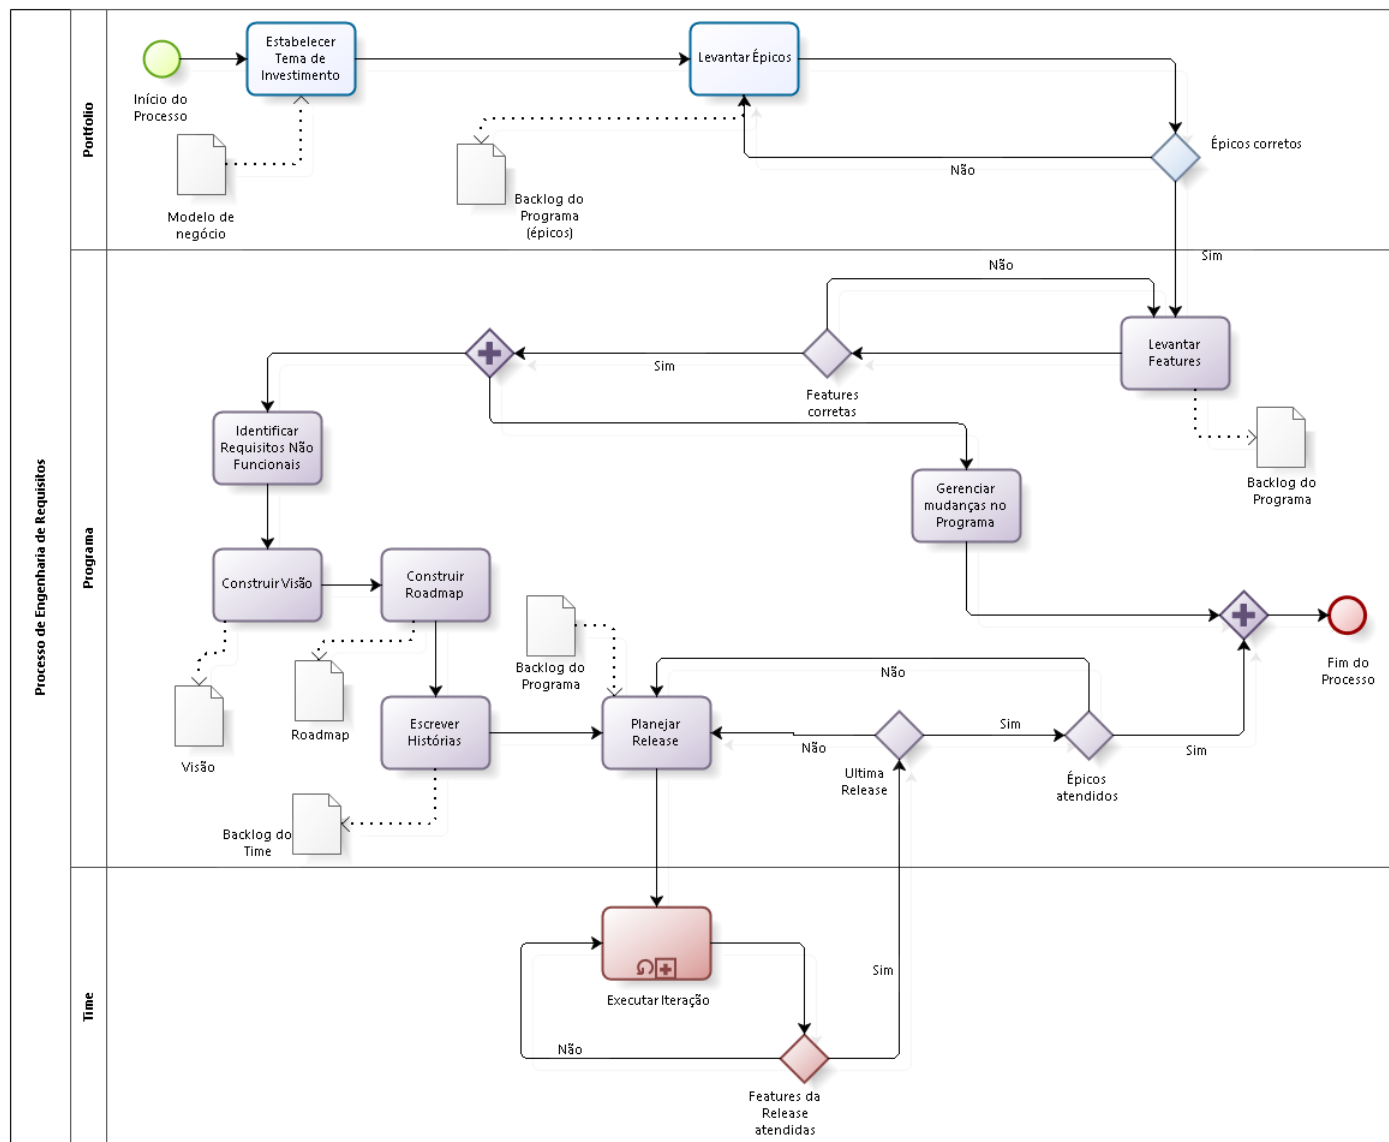 Processo de Engenharia de Requisitos
Portfolio
Estabelecer
Tema de
Investimento
Levantar Épicos
Início do
Processo
Modelo de
negócio
Backlog do
Programa
(épicos)
Não
Épicos corretos
Sim
Programa
Não
Levantar
Features
Sim
Features
corretas
Backlog do
Programa
Identificar
Requisitos Não
Funcionais
Gerenciar
mudanças no
Programa
Construir Visão
Construir
Roadmap
Backlog do
Programa
Visão
Roadmap
Escrever
Histórias
Planejar
Release
Não
Não
Ultima
Release
Sim
Épicos
atendidos
Sim
Fim do
Processo
Backlog do
Time
Time
Executar Iteração
Sim
Não
Features da
Release
atendidas